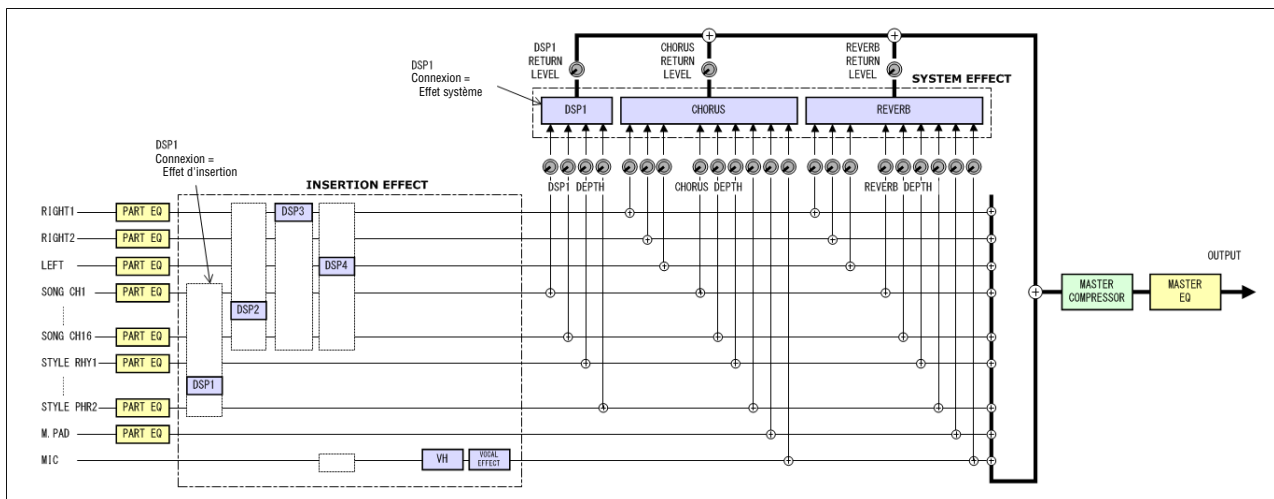 DSP1
RETURN
LEVEL
CHORUS
RETURN
LEVEL
REVERB
RETURN
LEVEL
SYSTEM EFFECT
DSP1
Connexion =
Effet système
DSP1
CHORUS
REVERB
DSP1
Connexion =
Effet d'insertion
DSP1 DEPTH
CHORUS DEPTH
REVERB DEPTH
INSERTION EFFECT
RIGHT1
PART EQ
DSP3
RIGHT2
PART EQ
LEFT
PART EQ
DSP4
OUTPUT
SONG CH1
PART EQ
DSP2
MASTER
COMPRESSOR
MASTER
EQ
SONG CH16
PART EQ
STYLE RHY1
PART EQ
DSP1
STYLE PHR2
PART EQ
M.PAD
PART EQ
MIC
VH
VOCAL
EFFECT